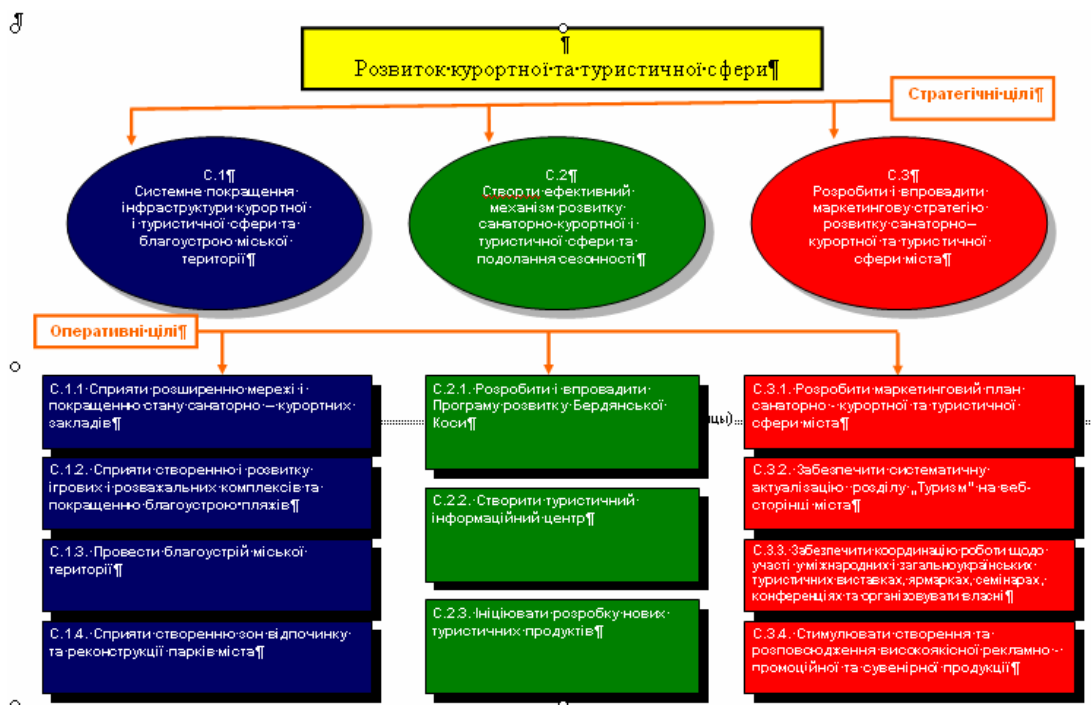 Розвиток курортної та туристичної сфери¶
Стратегічні цілі¶
С.1¶
Системне покращення
інфраструктури курортної
і туристичної сфери та
благоустрою міської
території¶
С.2¶
Створти ефективний
механізм розвитку
санаторно-курортної і
туристичної сфери та
подолання сезонності¶
С.3¶
Розробити і впровадити
маркетингову стратегію
розвитку санаторно–
курортної та туристичної
сфери міста¶
Оперативні цілі¶
С.1.1 Сприяти розширенню мережі і
покращенню стану санаторно – курортних
закладів¶
С.1.2. Сприяти створенню і розвитку
ігрових і розважальних комплексів та
покращенню благоустрою пляжів¶
С.1.3. Провести благоустрій міської
території¶
С.1.4. Сприяти створенню зон відпочинку
та реконструкції парків міста¶
С.2.1. Розробити і впровадити
Програму розвитку Бердянської
Коси¶
С.2.2. Створити туристичний
інформаційний центр¶
С.2.3. Ініціювати розробку нових
туристичних продуктів¶
ицы)
С.3.1. Розробити маркетинговий план
санаторно - курортної та туристичної
сфери міста¶
С.3.2. Забезпечити систематичну
актуалізацію розділу „Туризм" на веб-
сторінці міста¶
С.3.3. Забезпечити координацію роботи щодо
участі у міжнародних і загальноукраїнських
туристичних виставках, ярмарках, семінарах,
конференціях та організовувати власні¶
С.3.4. Стимулювати створення та
розповсюдження високоякісної рекламно -
промоційної та сувенірної продукції¶